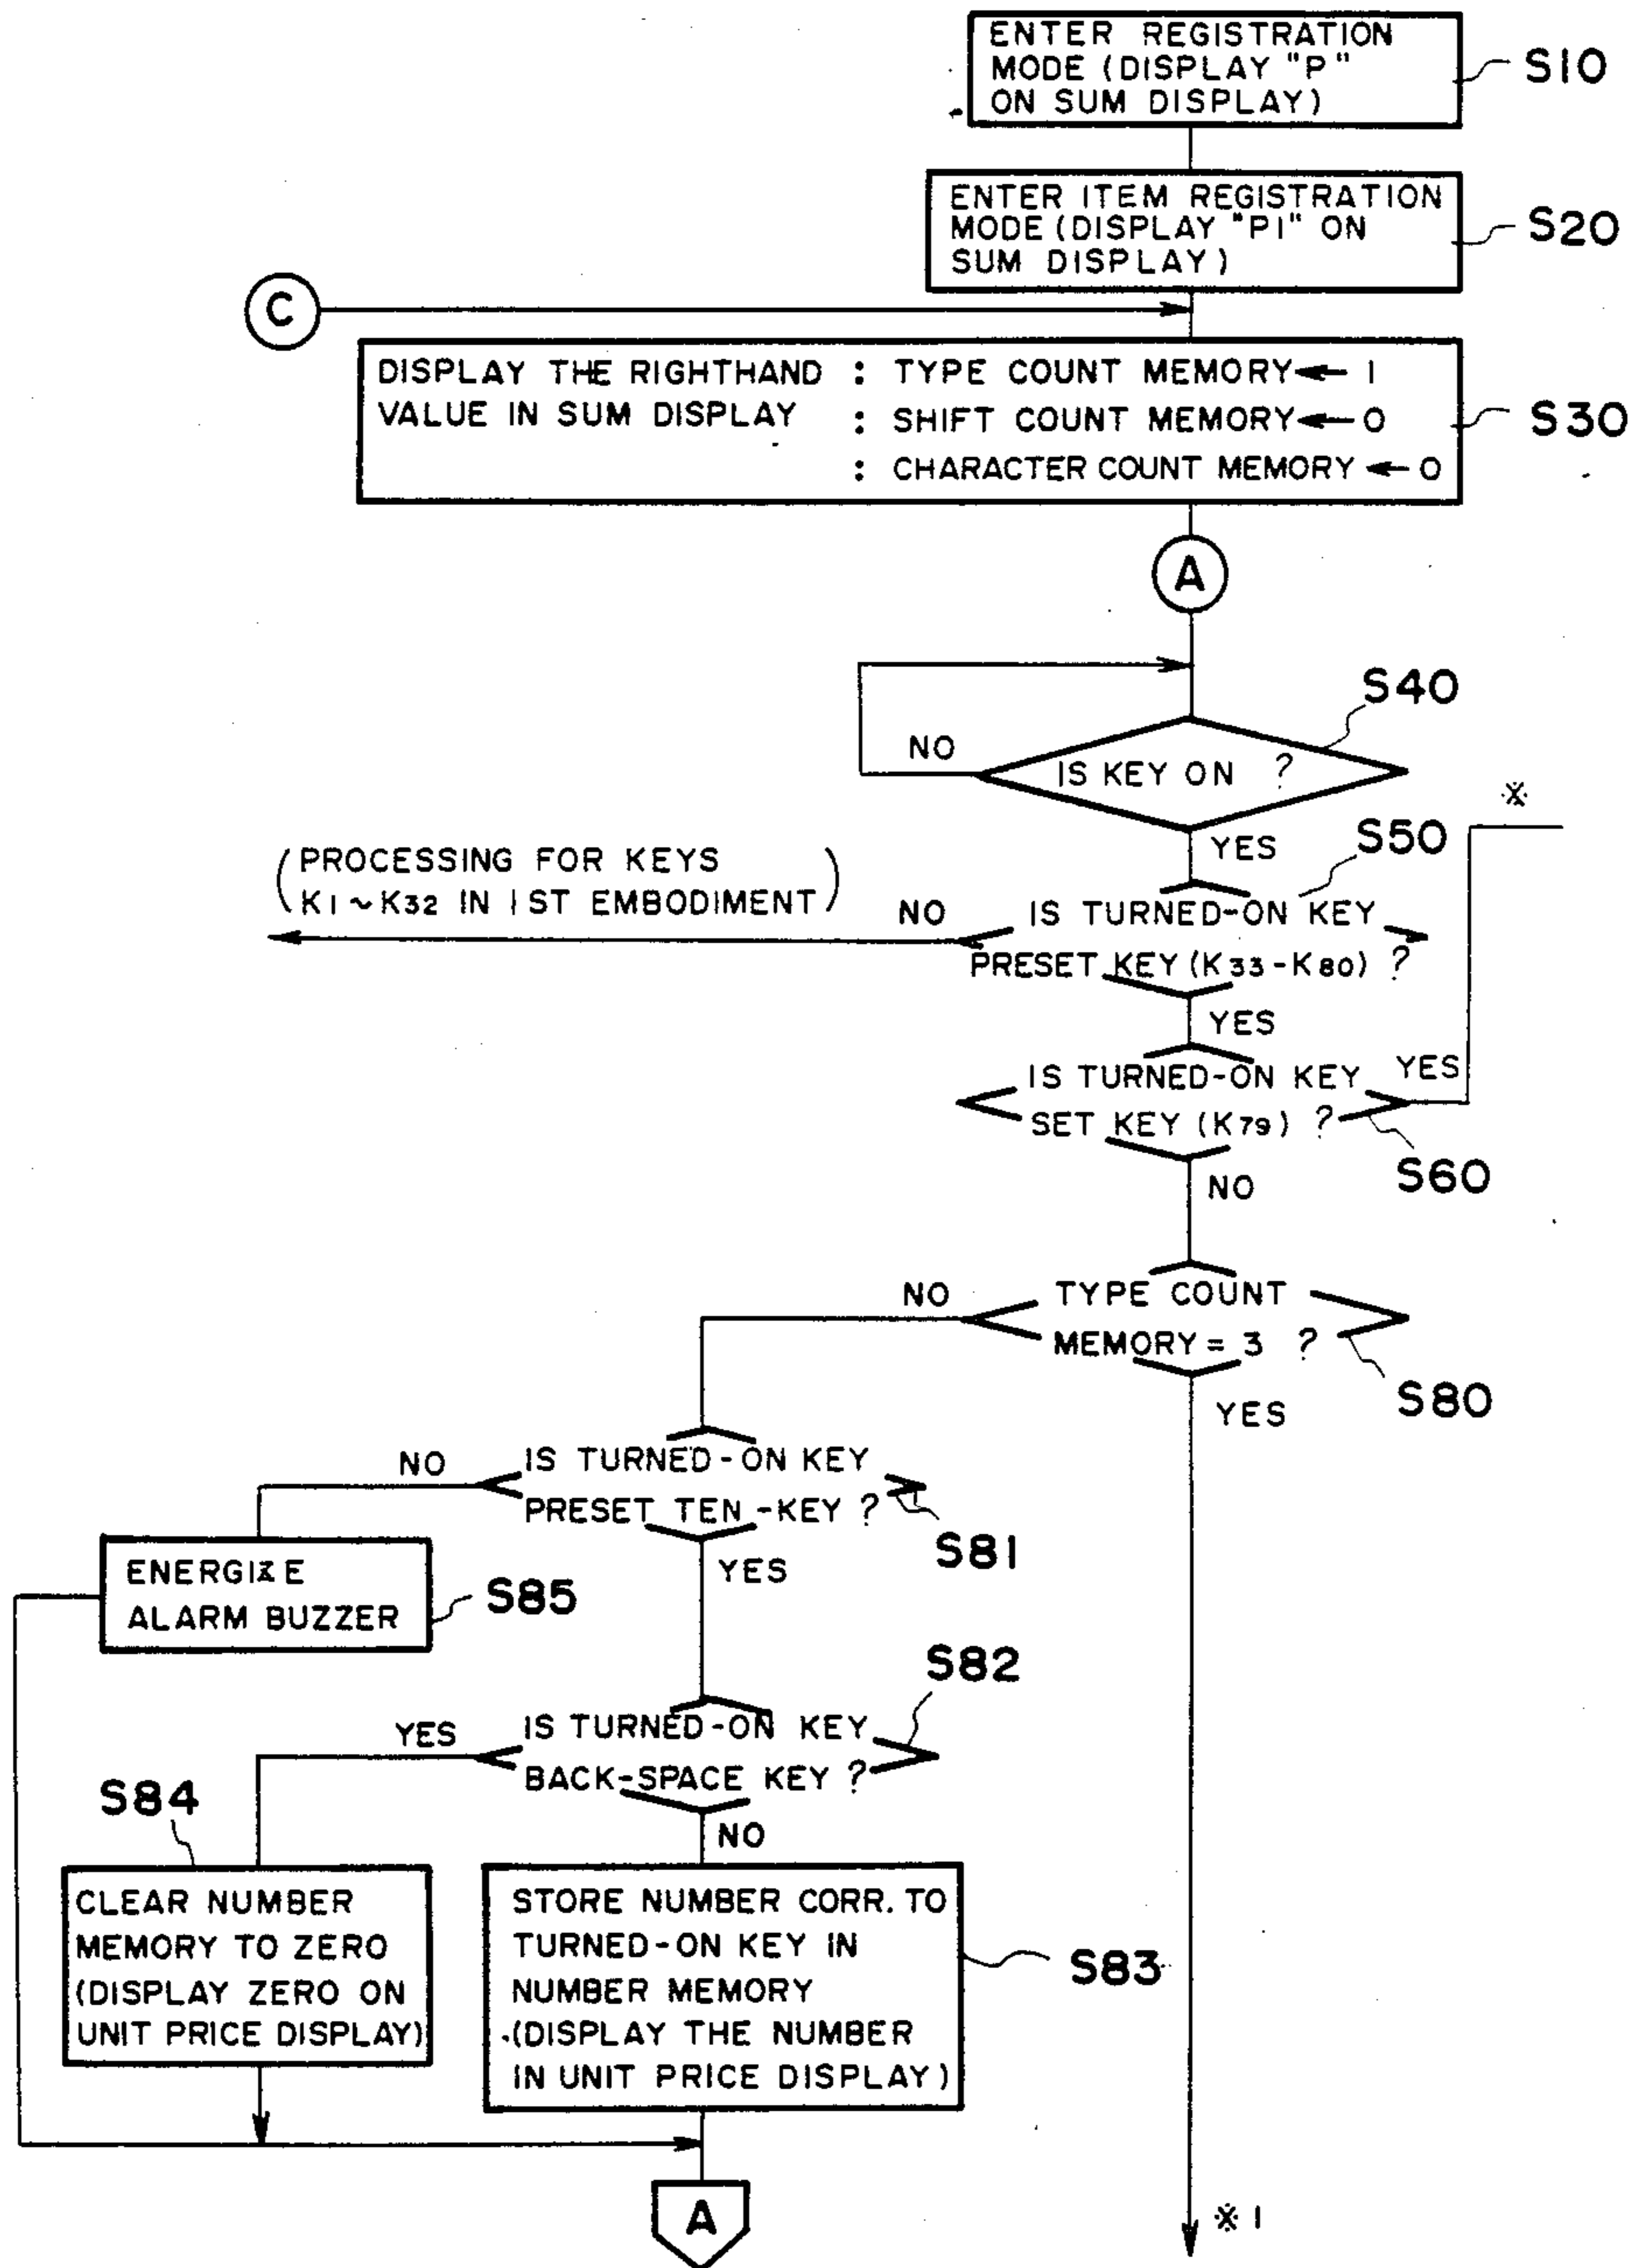 ENTER REGISTRATION
MODE (DISPLAY "P"
ON SUM DISPLAY)
S10
ENTER ITEM REGISTRATION
MODE (DISPLAY "P1" ON
SUM DISPLAY)
S20
C
DISPLAY THE RIGHTHAND : TYPE COUNT MEMORY ← 1
VALUE IN SUM DISPLAY : SHIFT COUNT MEMORY ← 0
: CHARACTER COUNT MEMORY ← 0
S30
A
S40
NO
IS KEY ON ?
※
YES
S50
(PROCESSING FOR KEYS
K1~K32 IN 1ST EMBODIMENT)
NO
IS TURNED-ON KEY
PRESET KEY (K33-K80) ?
YES
IS TURNED-ON KEY
SET KEY (K79) ?
YES
S60
NO
NO
TYPE COUNT
MEMORY = 3 ?
S80
YES
NO
IS TURNED-ON KEY
PRESET TEN-KEY ?
S81
YES
ENERGIZE
ALARM BUZZER
S85
S82
YES
IS TURNED-ON KEY
BACK-SPACE KEY ?
S84
NO
CLEAR NUMBER
MEMORY TO ZERO
(DISPLAY ZERO ON
UNIT PRICE DISPLAY)
STORE NUMBER CORR. TO
TURNED-ON KEY IN
NUMBER MEMORY
(DISPLAY THE NUMBER
IN UNIT PRICE DISPLAY)
S83
A
※1